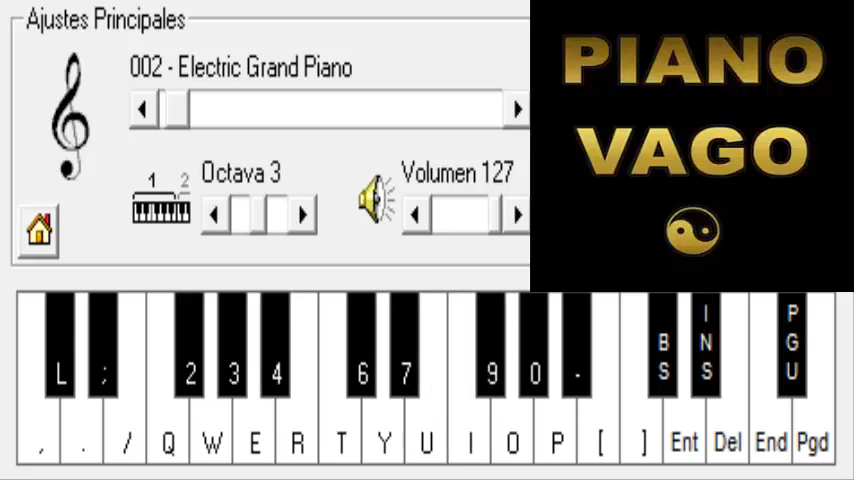 Ajustes Principales
002 - Electric Grand Piano
Octava 3
Volumen 127
1 2
PIANO
VAGO
L ; 2 3 4 6 7 9 0 - BS INS PGU
, . / Q W E R T Y U I O P [ ] Ent Del End Pgd